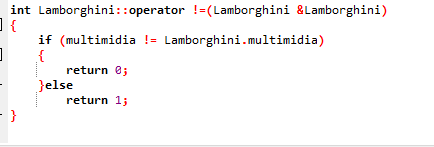 int Lamborghini::operator !=(Lamborghini &Lamborghini)
{
if (multimidia != Lamborghini.multimidia)
{
return 0;
}else
return 1;
}